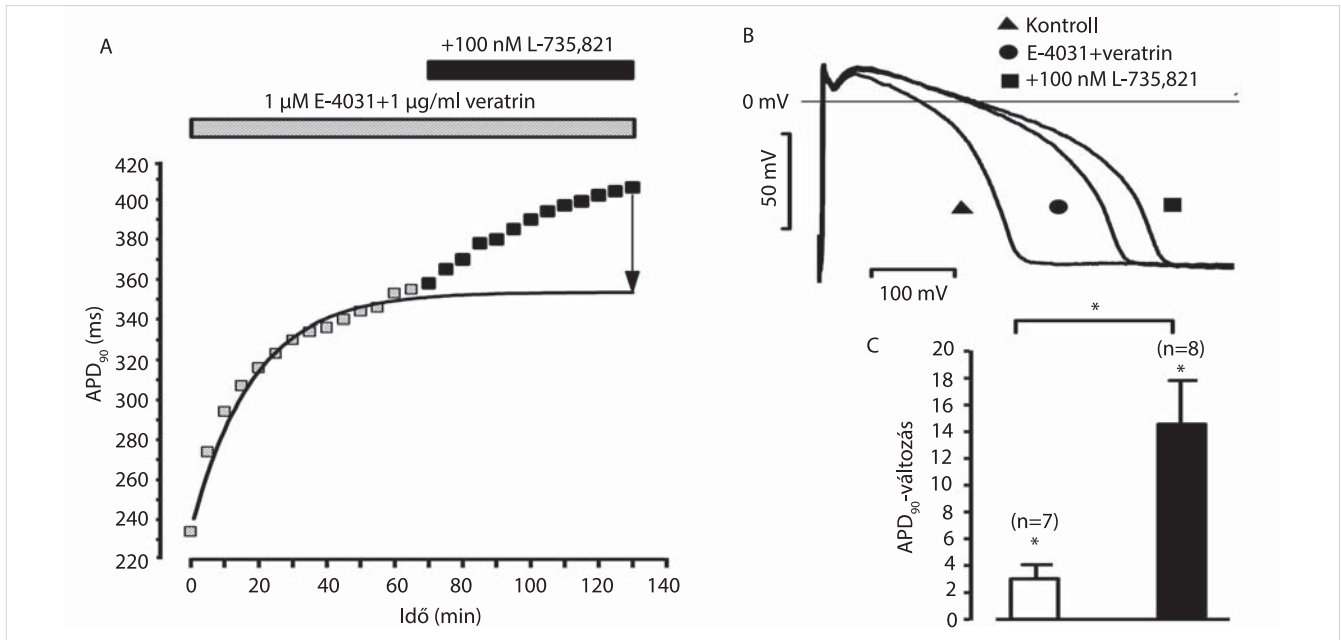 A
+100 nM L-735,821
1 µM E-4031+1 µg/ml veratrin
420
400
380
360
340
320
300
280
260
240
220
APD90 (ms)
0
20
40
60
80
100
120
140
Idő (min)
B
Kontroll
E-4031+veratrin
+100 nM L-735,821
0 mV
50 mV
100 mV
*
C
20
18
16
14
12
10
8
6
4
2
0
APD90-változás
(n=7)
*
(n=8)
*